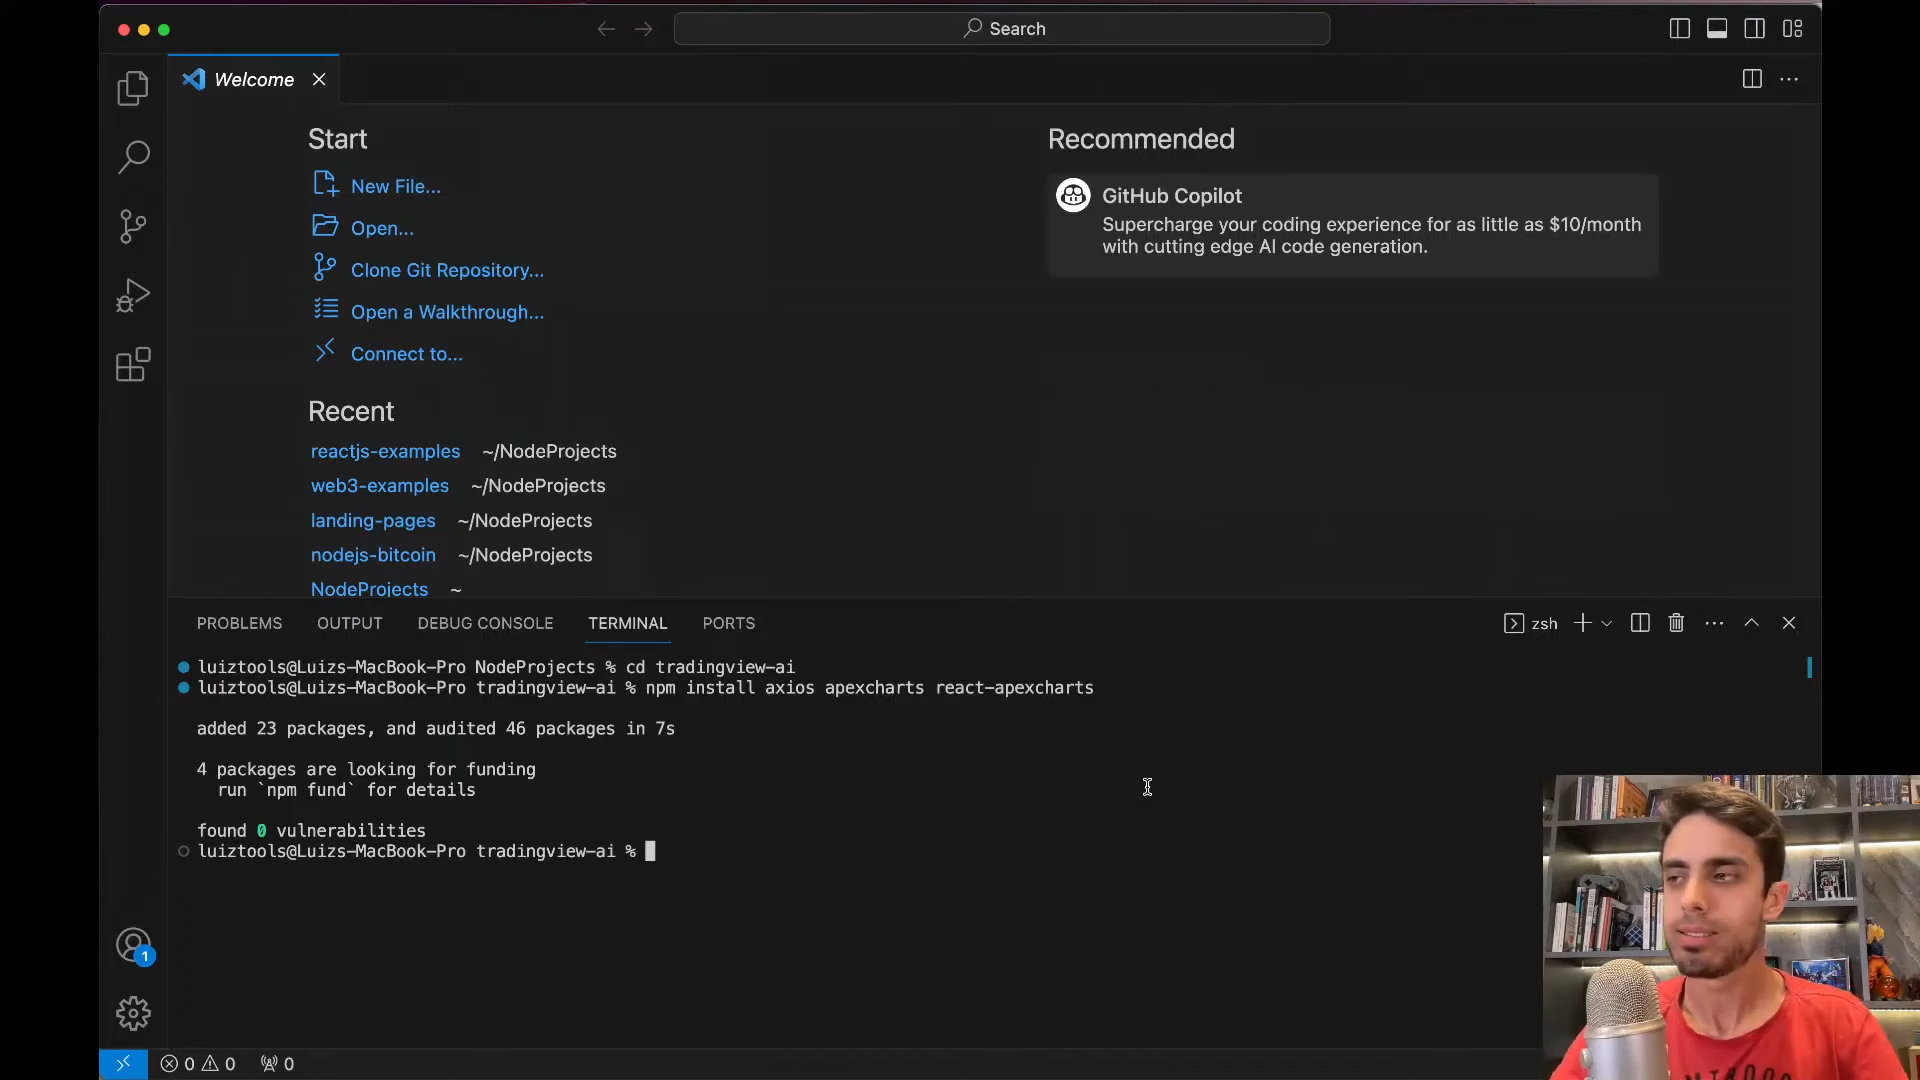 Search
Welcome
Start
New File...
Open...
Clone Git Repository...
Open a Walkthrough...
Connect to...
Recent
reactjs-examples ~/NodeProjects
web3-examples ~/NodeProjects
landing-pages ~/NodeProjects
nodejs-bitcoin ~/NodeProjects
NodeProjects ~
Recommended
GitHub Copilot
Supercharge your coding experience for as little as $10/month
with cutting edge AI code generation.
PROBLEMS OUTPUT DEBUG CONSOLE TERMINAL PORTS
zsh
luiztools@Luizs-MacBook-Pro NodeProjects % cd tradingview-ai
luiztools@Luizs-MacBook-Pro tradingview-ai % npm install axios apexcharts react-apexcharts
added 23 packages, and audited 46 packages in 7s
4 packages are looking for funding
run `npm fund` for details
found 0 vulnerabilities
luiztools@Luizs-MacBook-Pro tradingview-ai %
1
0 0 0